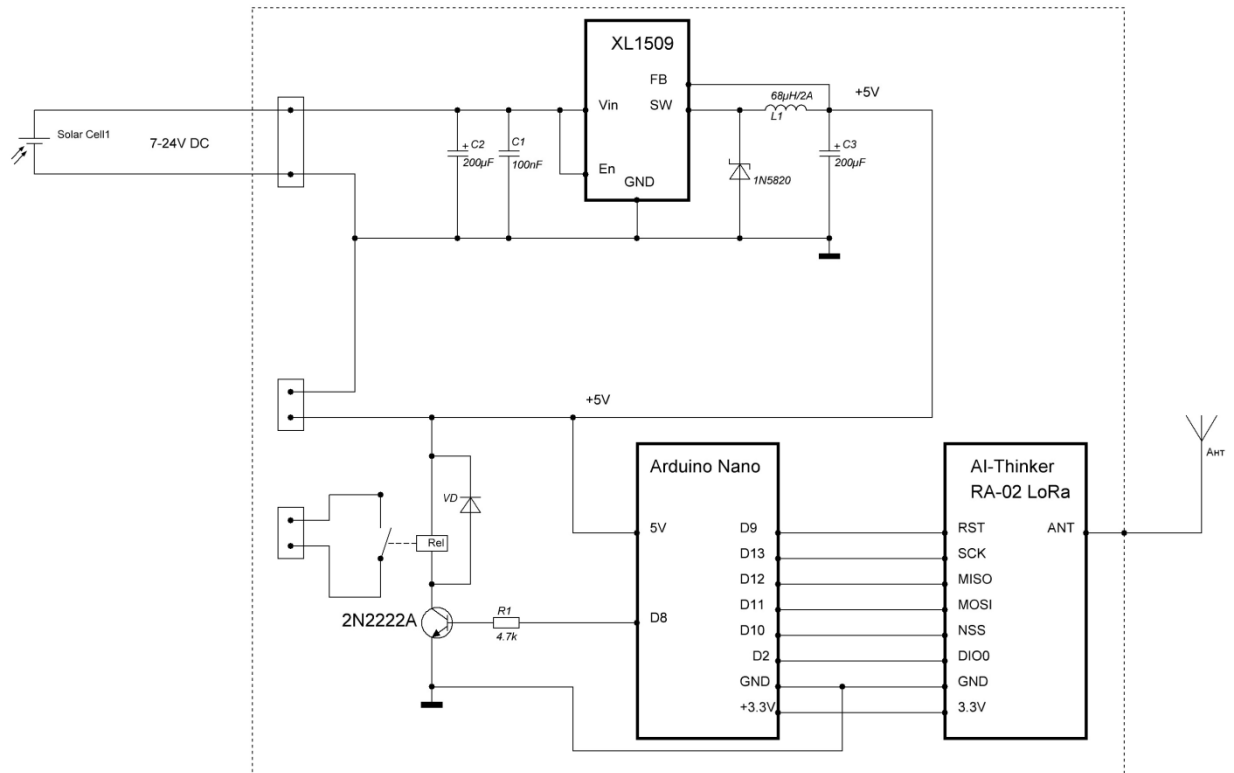 XL1509
FB
68µH/2A
+5V
Vin
SW
L1
Solar Cell1
7-24V DC
+ C2
200µF
C1
100nF
+ C3
200µF
En
GND
1N5820
+5V
Arduino Nano
AI-Thinker
RA-02 LoRa
Ант
VD
5V
D9
RST
ANT
Rel
D13
SCK
D12
MISO
D11
MOSI
2N2222A
R1
4.7k
D8
D10
NSS
D2
DIO0
GND
GND
+3.3V
3.3V